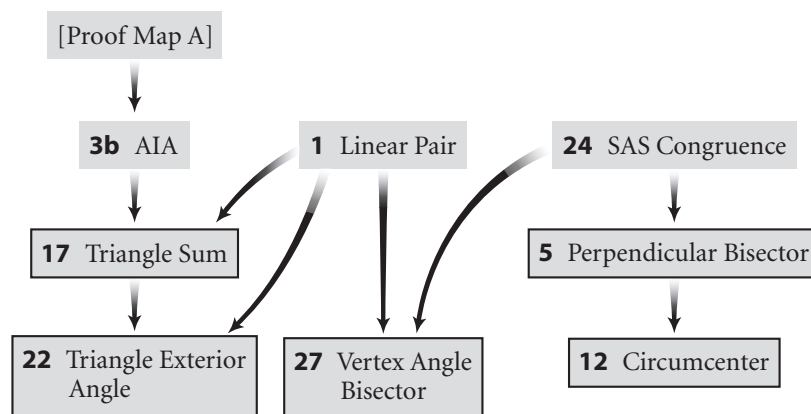 [Proof Map A]
3b AIA
1 Linear Pair
24 SAS Congruence
17 Triangle Sum
5 Perpendicular Bisector
22 Triangle Exterior
Angle
27 Vertex Angle
Bisector
12 Circumcenter